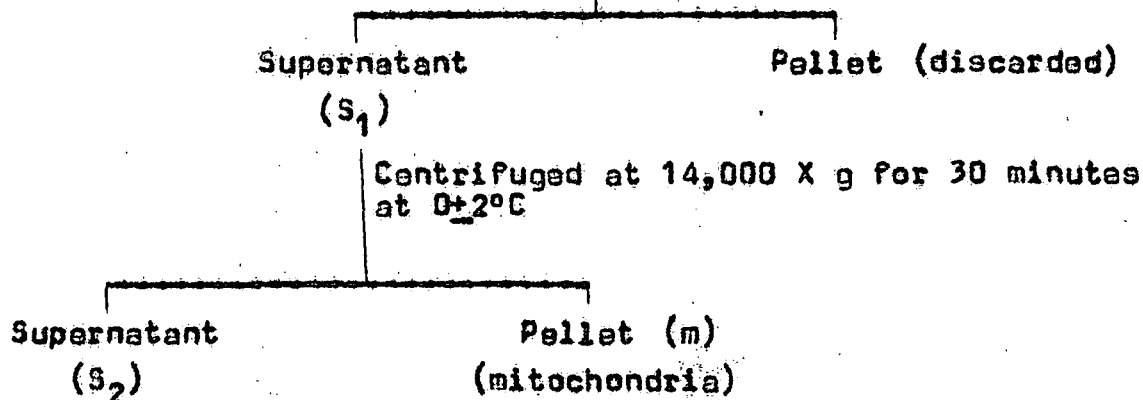 Supernatant Pellet (discarded)
(S₁)
Centrifuged at 14,000 X g for 30 minutes
at 0±2°C
Supernatant Pellet (m)
(S₂) (mitochondria)